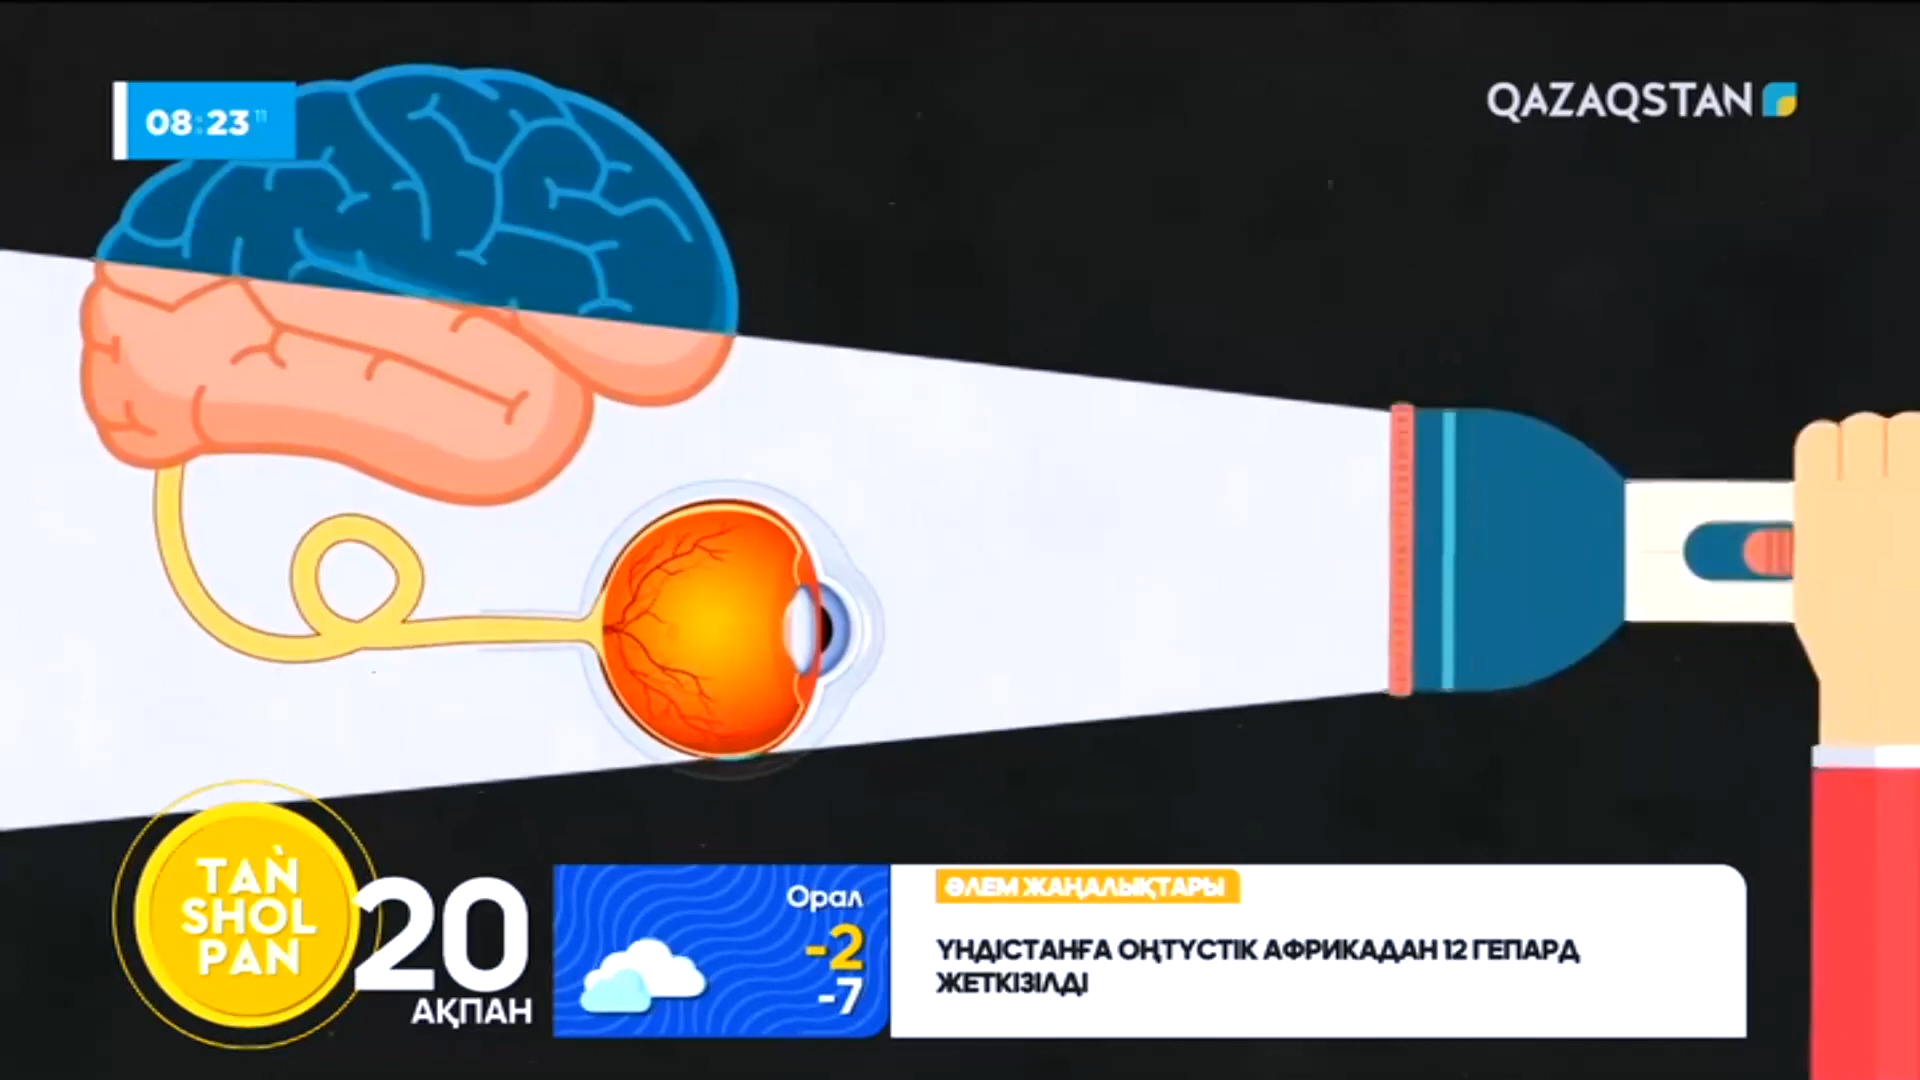 08:23 11
QAZAQSTAN
TAŃ
SHOL
PAN
20
АҚПАН
Орал
-2
-7
ӘЛЕМ ЖАҢАЛЫҚТАРЫ
ҮНДІСТАНҒА ОҢТҮСТІК АФРИКАДАН 12 ГЕПАРД
ЖЕТКІЗІЛДІ